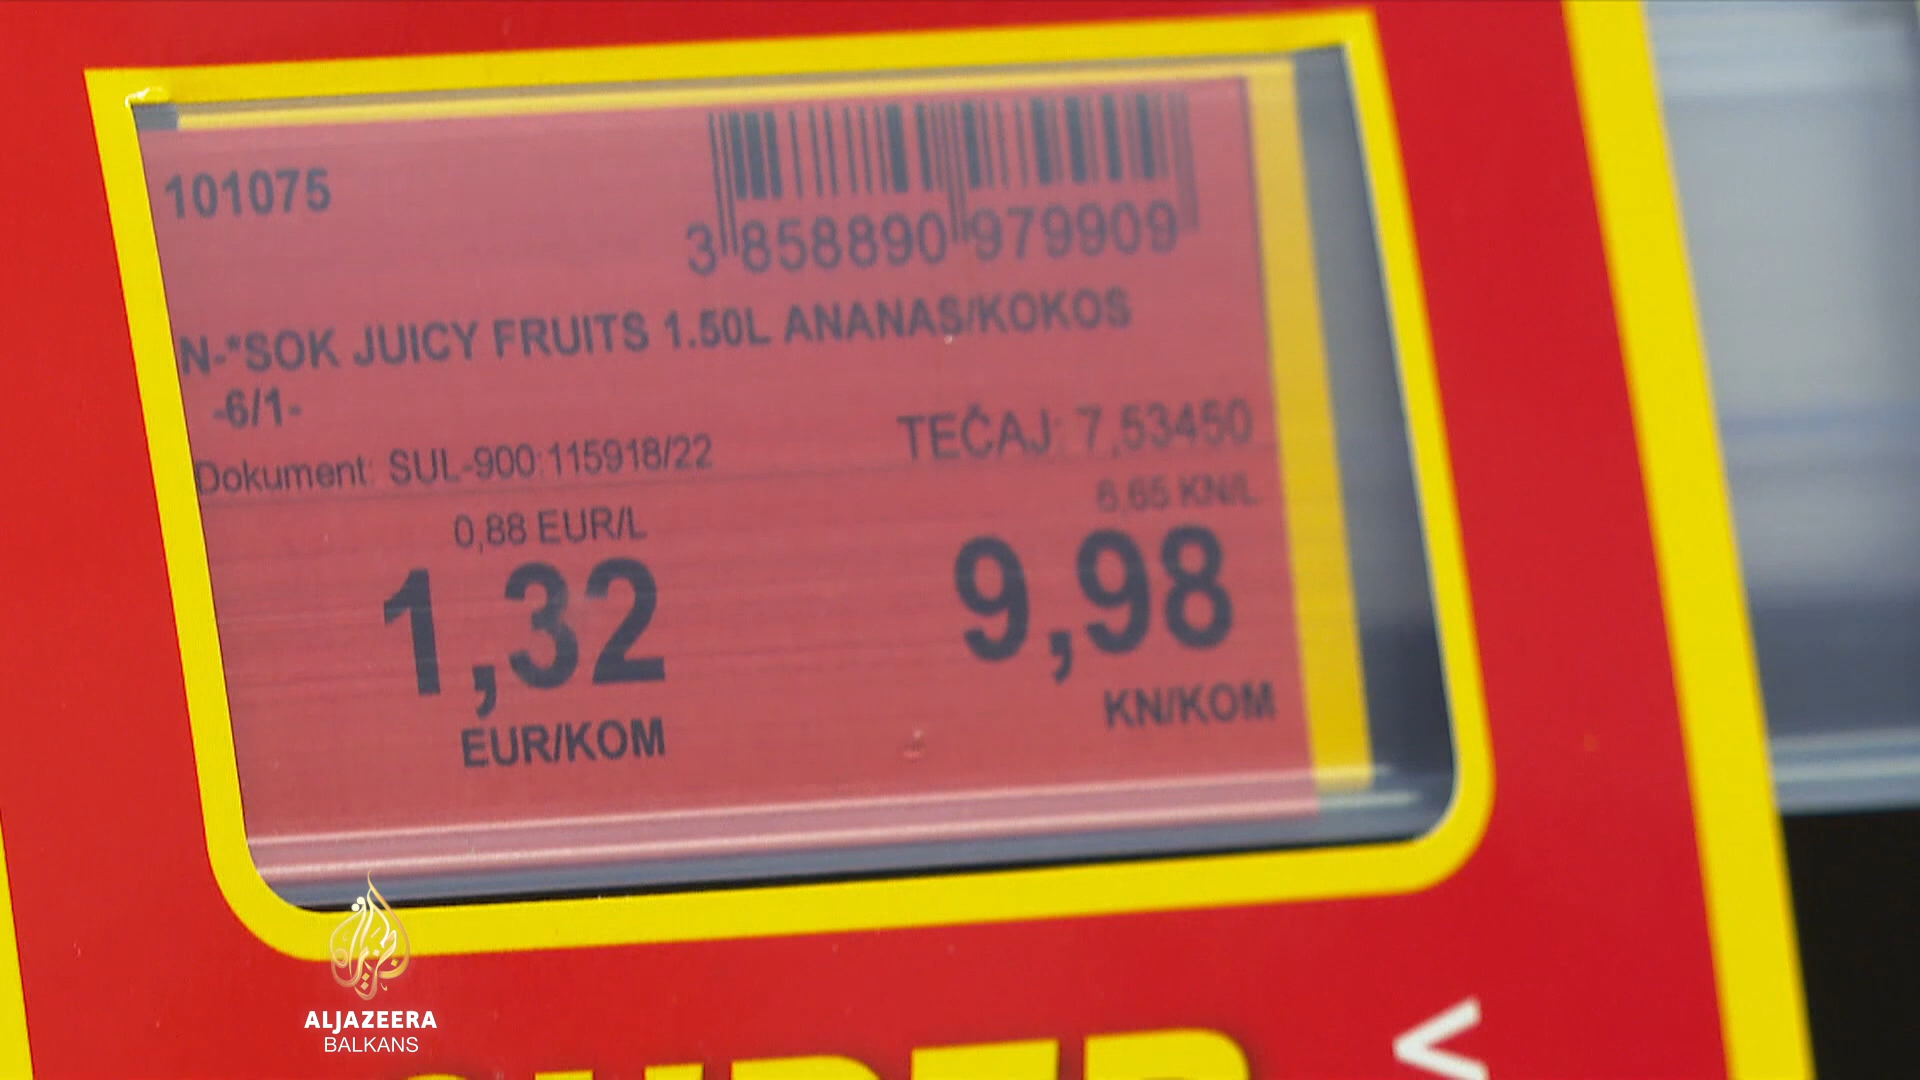 101075
3 858890 979909
N-*SOK JUICY FRUITS 1.50L ANANAS/KOKOS
-6/1-
Dokument: SUL-900:115918/22
TEČAJ: 7,53450
0,88 EUR/L
6,65 KN/L
1,32
9,98
EUR/KOM
KN/KOM
ALJAZEERA
BALKANS
SUPER
<